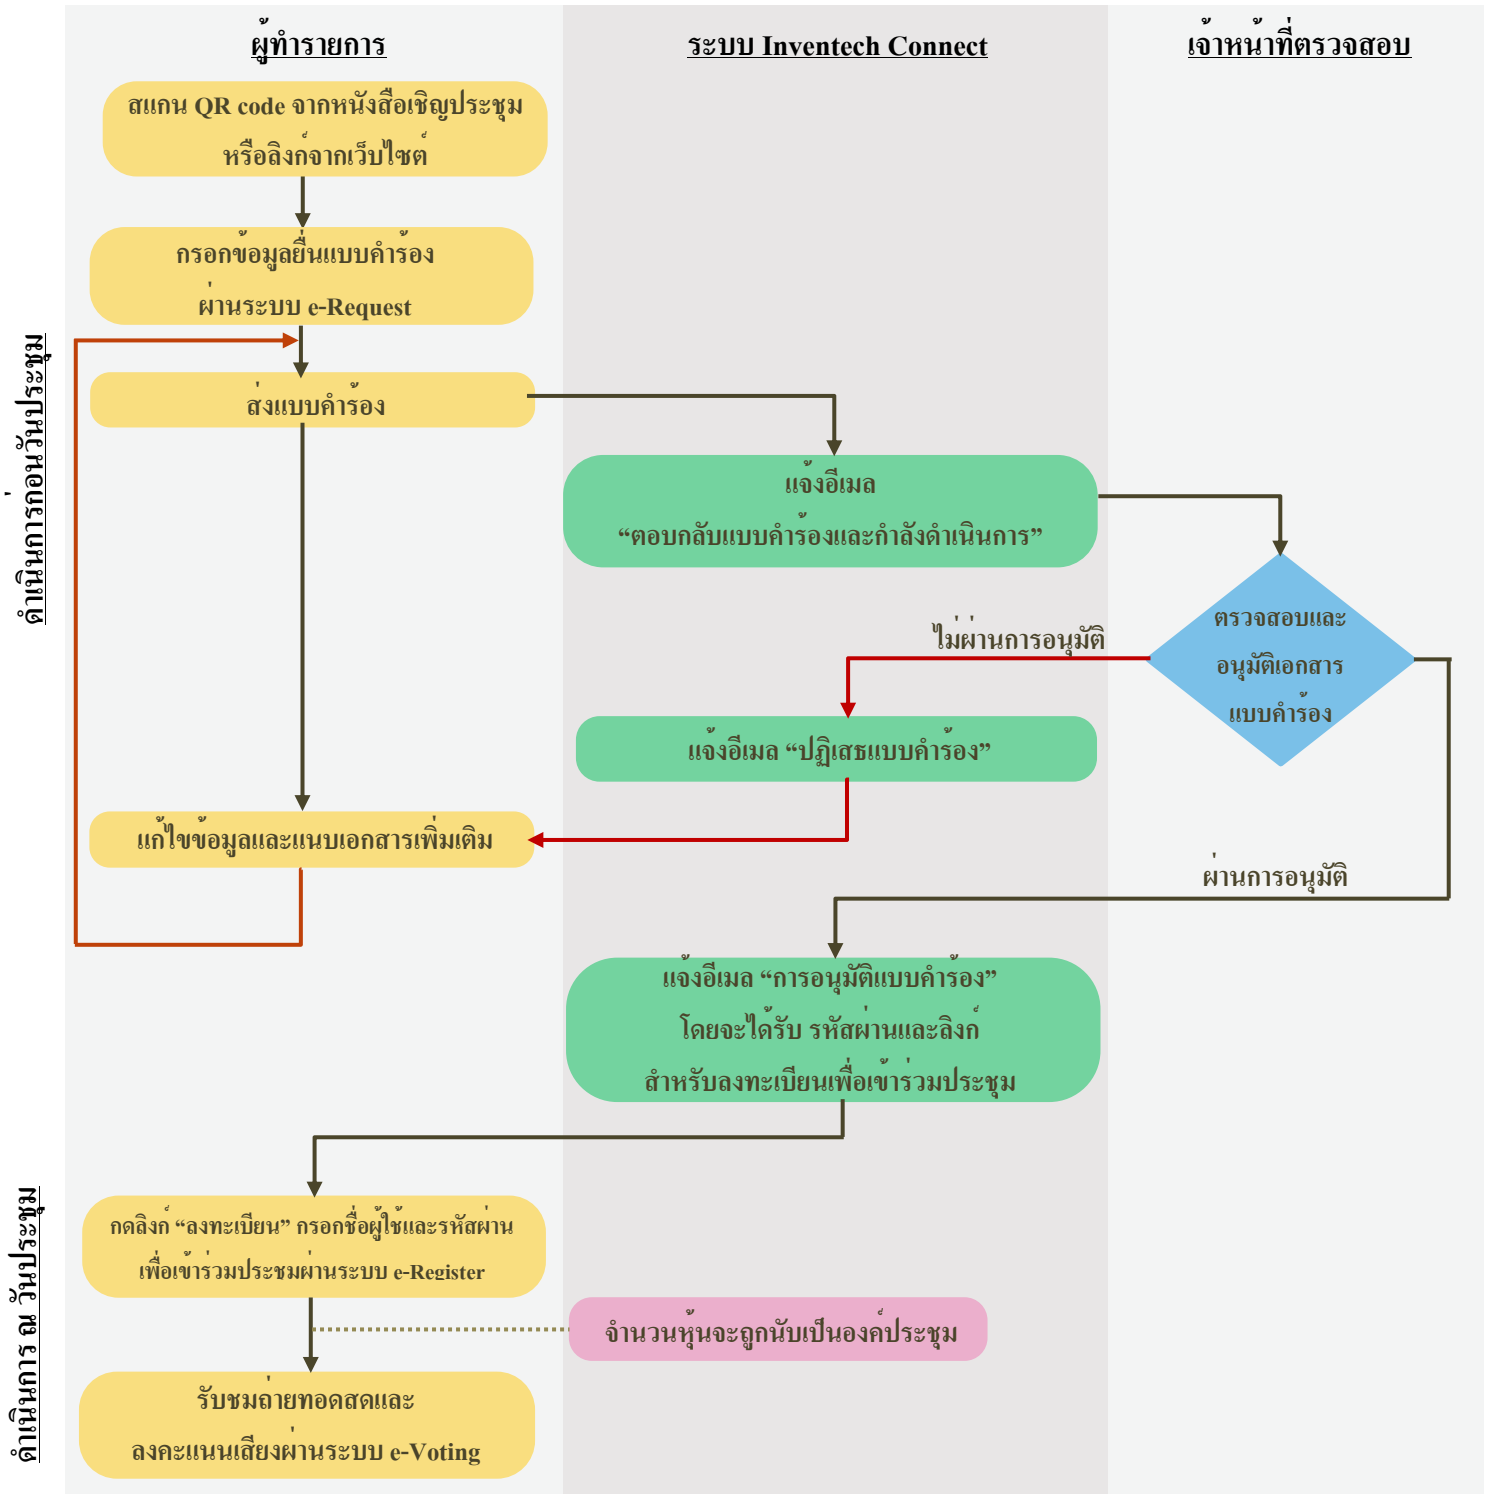 ผู้ทำรายการ
ระบบ Inventech Connect
เจ้าหน้าที่ตรวจสอบ
ดำเนินการก่อนวันประชุม
สแกน QR code จากหนังสือเชิญประชุม
หรือลิงก์จากเว็บไซต์
กรอกข้อมูลยื่นแบบคำร้อง
ผ่านระบบ e-Request
ส่งแบบคำร้อง
แจ้งอีเมล
“ตอบกลับแบบคำร้องและกำลังดำเนินการ”
ตรวจสอบและ
อนุมัติเอกสาร
แบบคำร้อง
ไม่ผ่านการอนุมัติ
แจ้งอีเมล “ปฏิเสธแบบคำร้อง”
แก้ไขข้อมูลและแนบเอกสารเพิ่มเติม
ผ่านการอนุมัติ
แจ้งอีเมล “การอนุมัติแบบคำร้อง”
โดยจะได้รับ รหัสผ่านและลิงก์
สำหรับลงทะเบียนเพื่อเข้าร่วมประชุม
ดำเนินการ ณ วันประชุม
กดลิงก์ “ลงทะเบียน” กรอกชื่อผู้ใช้และรหัสผ่าน
เพื่อเข้าร่วมประชุมผ่านระบบ e-Register
จำนวนหุ้นจะถูกนับเป็นองค์ประชุม
รับชมถ่ายทอดสดและ
ลงคะแนนเสียงผ่านระบบ e-Voting